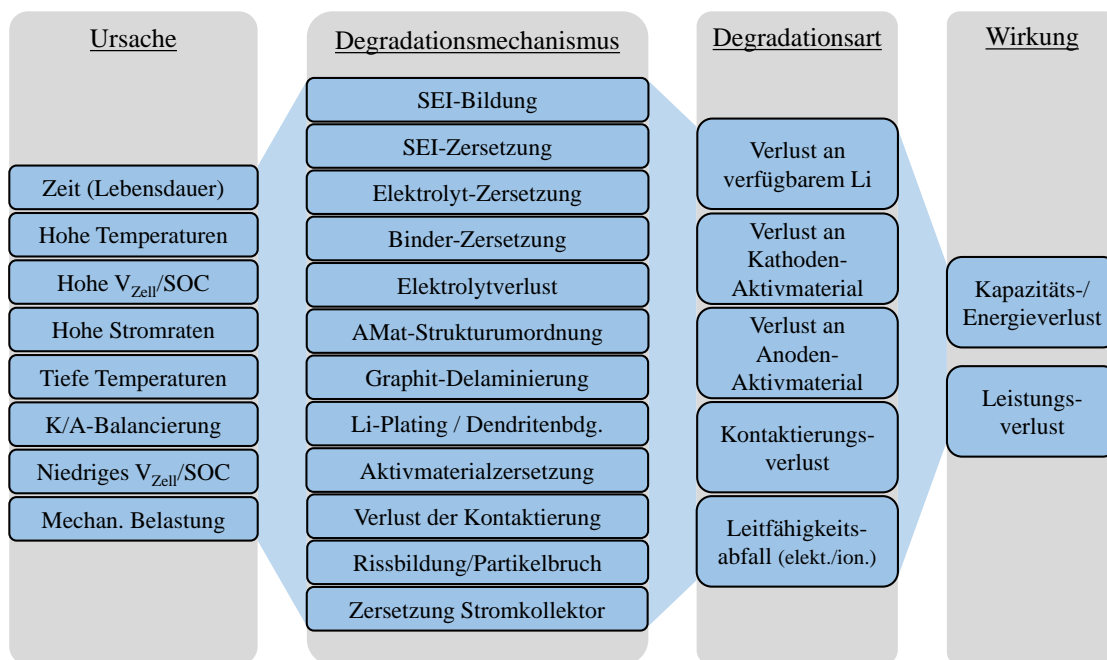 Ursache
Zeit (Lebensdauer)
Hohe Temperaturen
Hohe V_Zell/SOC
Hohe Stromraten
Tiefe Temperaturen
K/A-Balancierung
Niedriges V_Zell/SOC
Mechan. Belastung
Degradationsmechanismus
SEI-Bildung
SEI-Zersetzung
Elektrolyt-Zersetzung
Binder-Zersetzung
Elektrolytverlust
AMat-Strukturumordnung
Graphit-Delaminierung
Li-Plating / Dendritenbdg.
Aktivmaterialzersetzung
Verlust der Kontaktierung
Rissbildung/Partikelbruch
Zersetzung Stromkollektor
Degradationsart
Verlust an
verfügbarem Li
Verlust an
Kathoden-
Aktivmaterial
Verlust an
Anoden-
Aktivmaterial
Kontaktierungs-
verlust
Leitfähigkeits-
abfall (elekt./ion.)
Wirkung
Kapazitäts-/
Energieverlust
Leistungs-
verlust